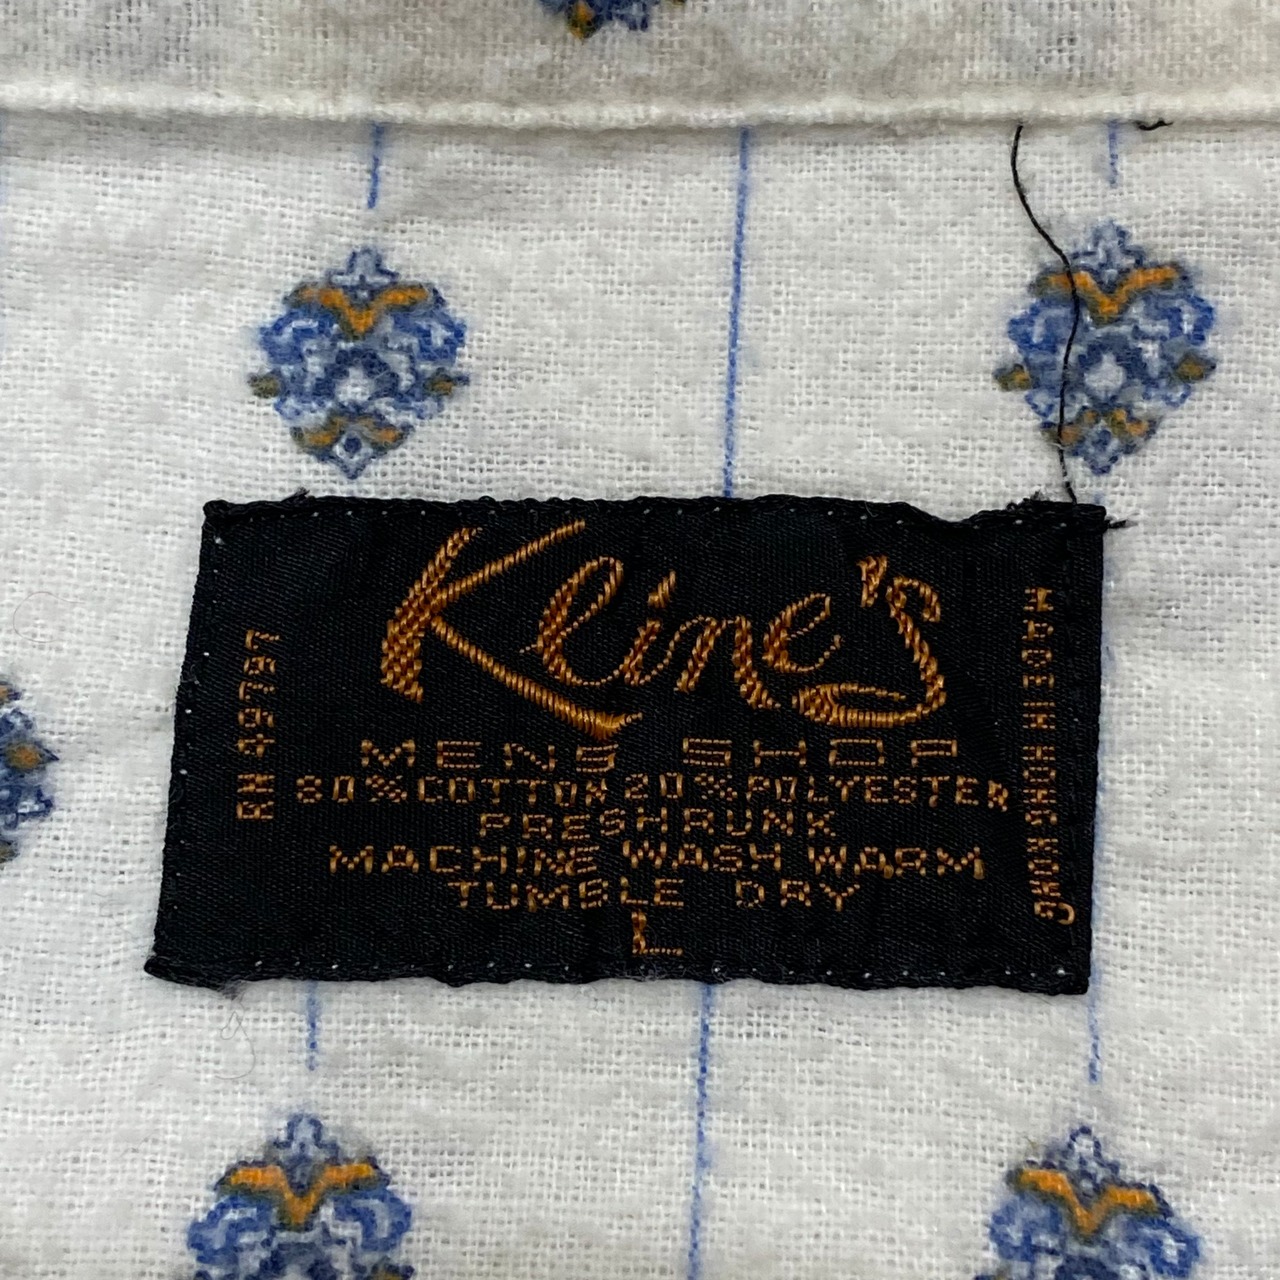 Kline's
MENS SHOP
80% COTTON 20% POLYESTER
PRESHRUNK
MACHINE WASH WARM
TUMBLE DRY
L
RN 49797
MADE IN HONG KONG